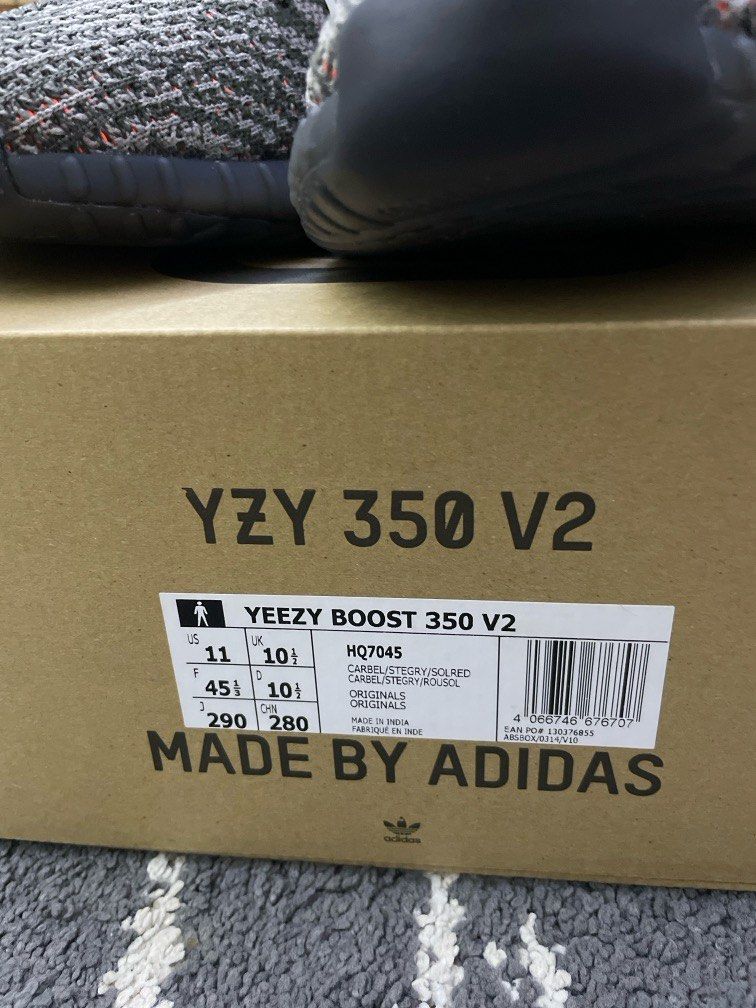 YZY 350 V2
YEEZY BOOST 350 V2
US 11
UK 10½
F 45⅓
D 10½
J 290
CHN 280
HQ7045
CARBEL/STEGRY/SOLRED
CARBEL/STEGRY/ROUSOL
ORIGINALS
ORIGINALS
MADE IN INDIA
FABRIQUÉ EN INDE
4 066746 676707
EAN PO# 130376855
ABSBOX/0314/V10
MADE BY ADIDAS
adidas